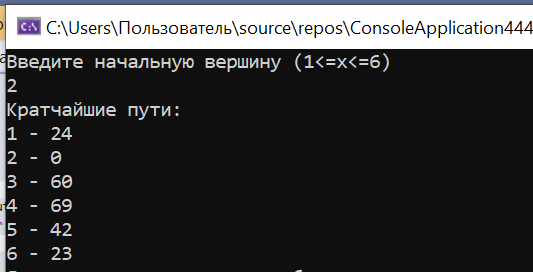 C:\Users\Пользователь\source\repos\ConsoleApplication444
Введите начальную вершину (1<=x<=6)
2
Кратчайшие пути:
1 - 24
2 - 0
3 - 60
4 - 69
5 - 42
6 - 23